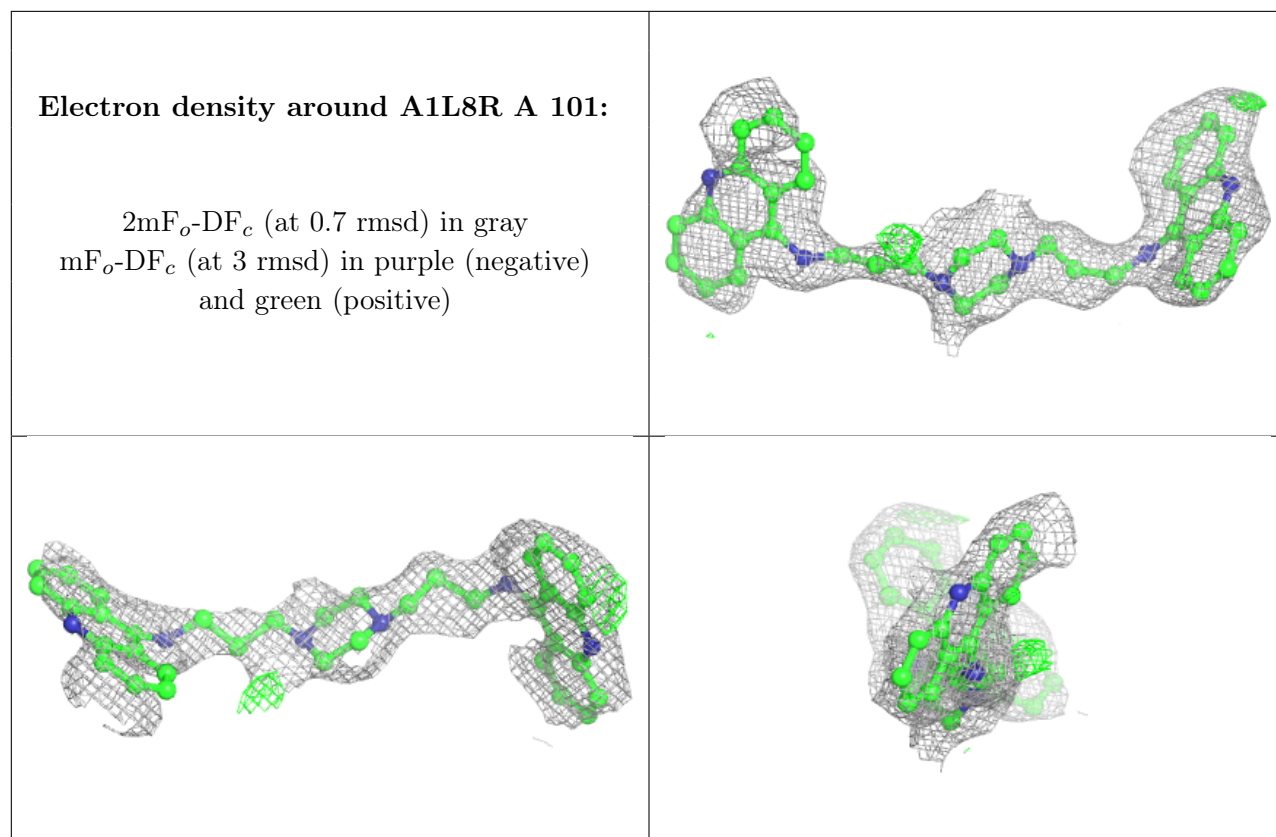 Electron density around A1L8R A 101:
2mFo-DFc (at 0.7 rmsd) in gray
mFo-DFc (at 3 rmsd) in purple (negative)
and green (positive)